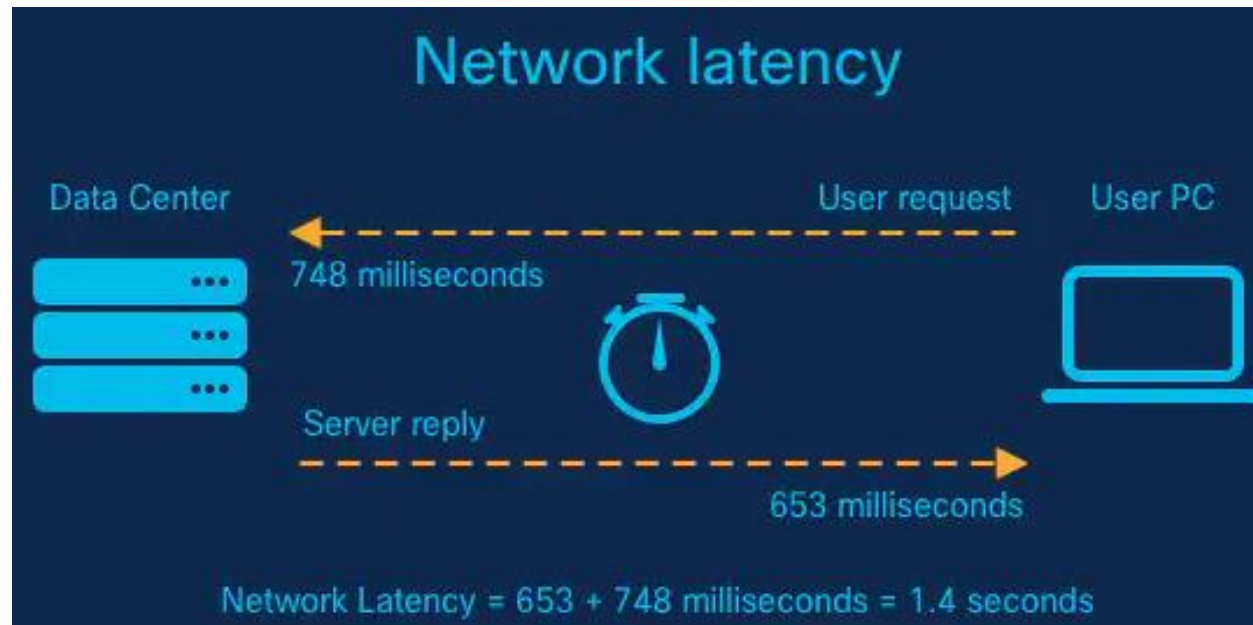 Network latency
Data Center
User request
User PC
748 milliseconds
Server reply
653 milliseconds
Network Latency = 653 + 748 milliseconds = 1.4 seconds